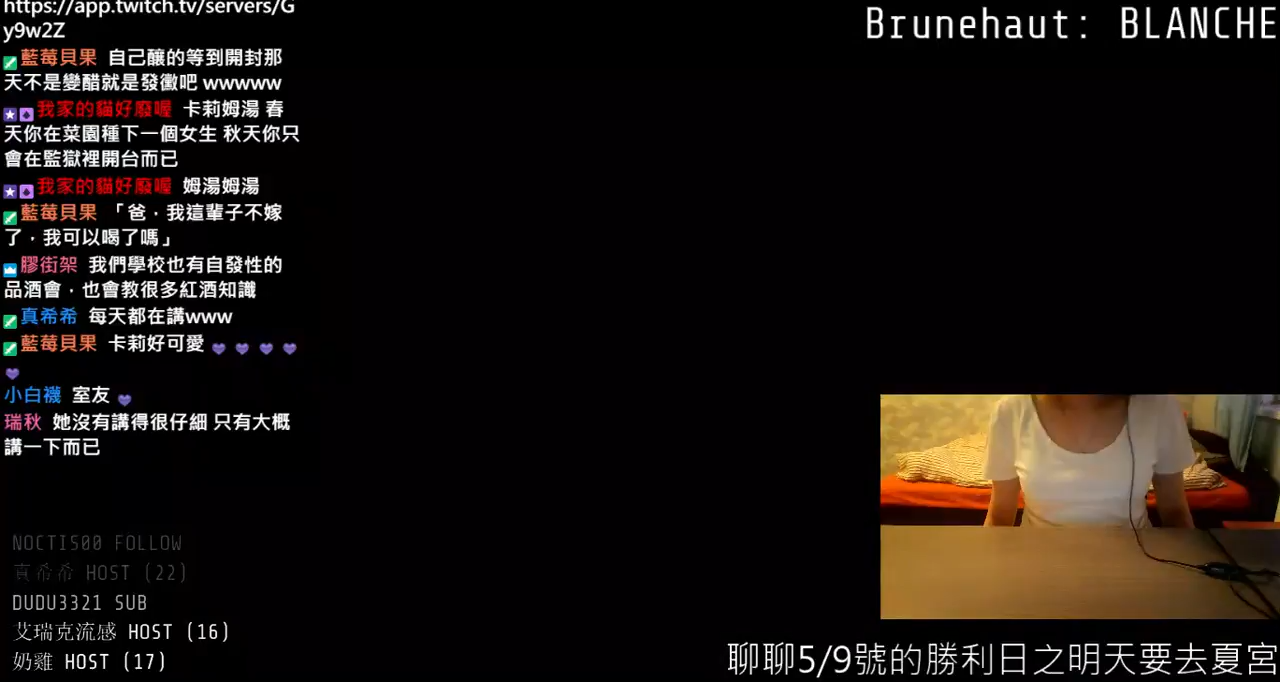 https://app.twitch.tv/servers/G
y9w2Z
藍莓貝果 自己釀的等到開封那
天不是變醋就是發黴吧 wwwww
我家的貓好廢喔 卡莉姆湯 春
天你在菜園種下一個女生 秋天你只
會在監獄裡開台而已
我家的貓好廢喔 姆湯姆湯
藍莓貝果 「爸，我這輩子不嫁
了，我可以喝了嗎」
膠街架 我們學校也有自發性的
品酒會，也會教很多紅酒知識
真希希 每天都在講www
藍莓貝果 卡莉好可愛
小白襪 室友
瑞秋 她沒有講得很仔細 只有大概
講一下而已
NOCTIS00 FOLLOW
真希希 HOST (22)
DUDU3321 SUB
艾瑞克流感 HOST (16)
奶雞 HOST (17)
Brunehaut: BLANCHE
聊聊5/9號的勝利日之明天要去夏宮